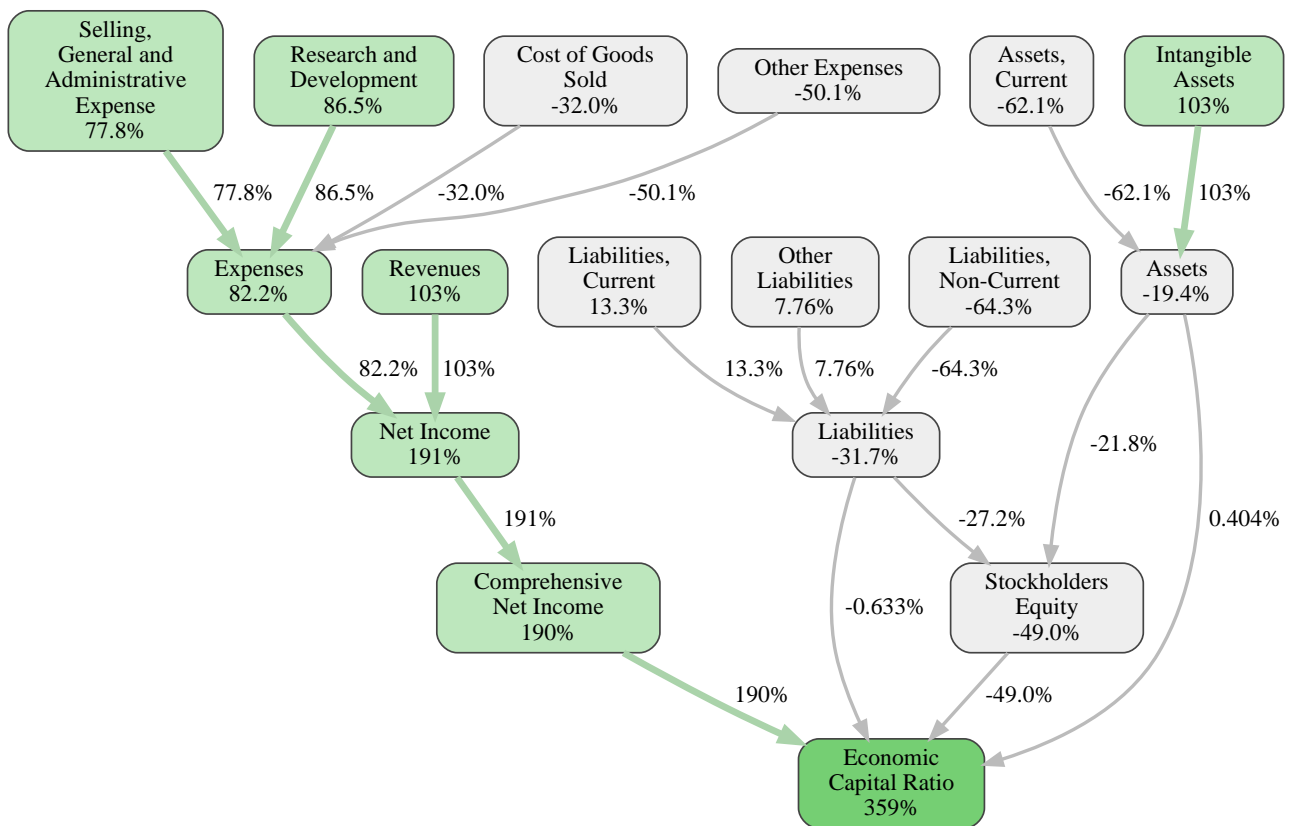 Selling,
General and
Administrative
Expense
77.8%
Research and
Development
86.5%
Cost of Goods
Sold
-32.0%
Other Expenses
-50.1%
Assets,
Current
-62.1%
Intangible
Assets
103%
77.8%
86.5%
-32.0%
-50.1%
-62.1%
103%
Expenses
82.2%
Revenues
103%
Liabilities,
Current
13.3%
Other
Liabilities
7.76%
Liabilities,
Non-Current
-64.3%
Assets
-19.4%
82.2%
103%
13.3%
7.76%
-64.3%
Net Income
191%
Liabilities
-31.7%
-21.8%
191%
-27.2%
0.404%
Comprehensive
Net Income
190%
-0.633%
Stockholders
Equity
-49.0%
190%
-49.0%
Economic
Capital Ratio
359%